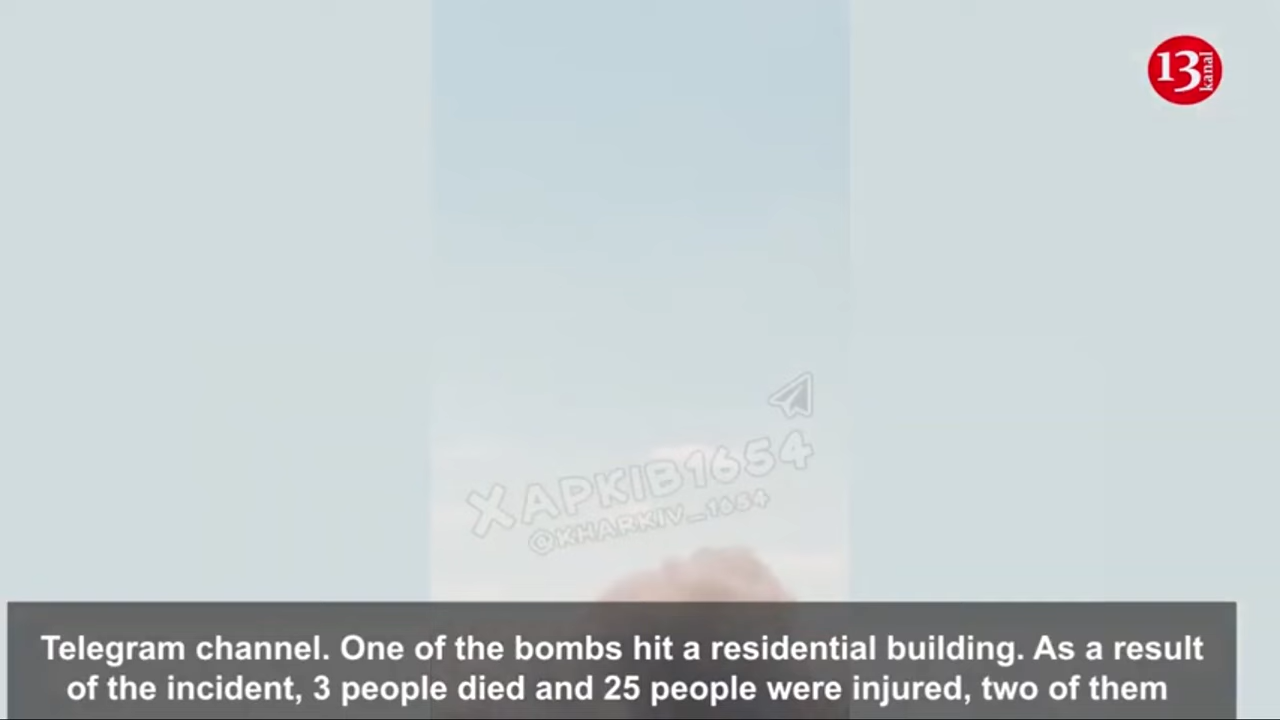 13 kanal
ХАРКІВ1654
@KHARKIV_1654
Telegram channel. One of the bombs hit a residential building. As a result
of the incident, 3 people died and 25 people were injured, two of them